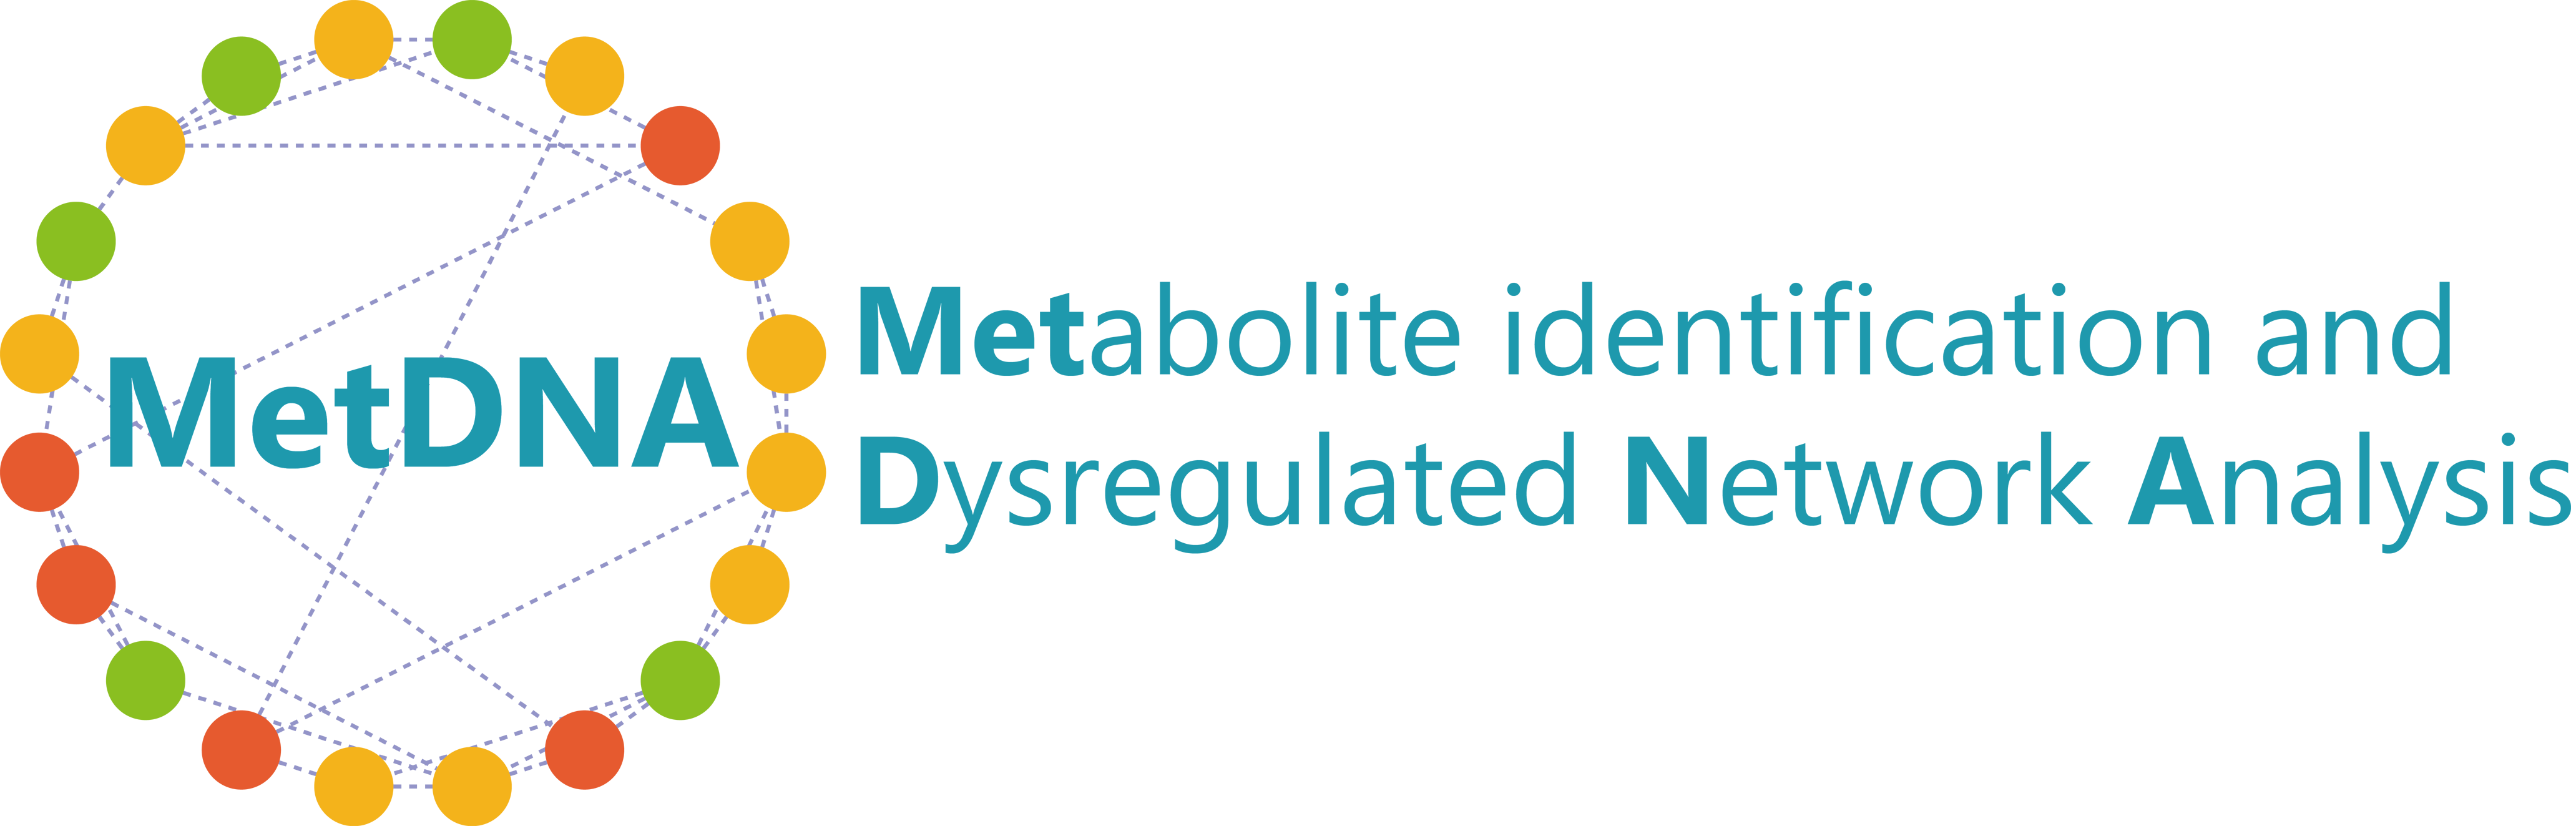 MetDNA
Metabolite identification and
Dysregulated Network Analysis